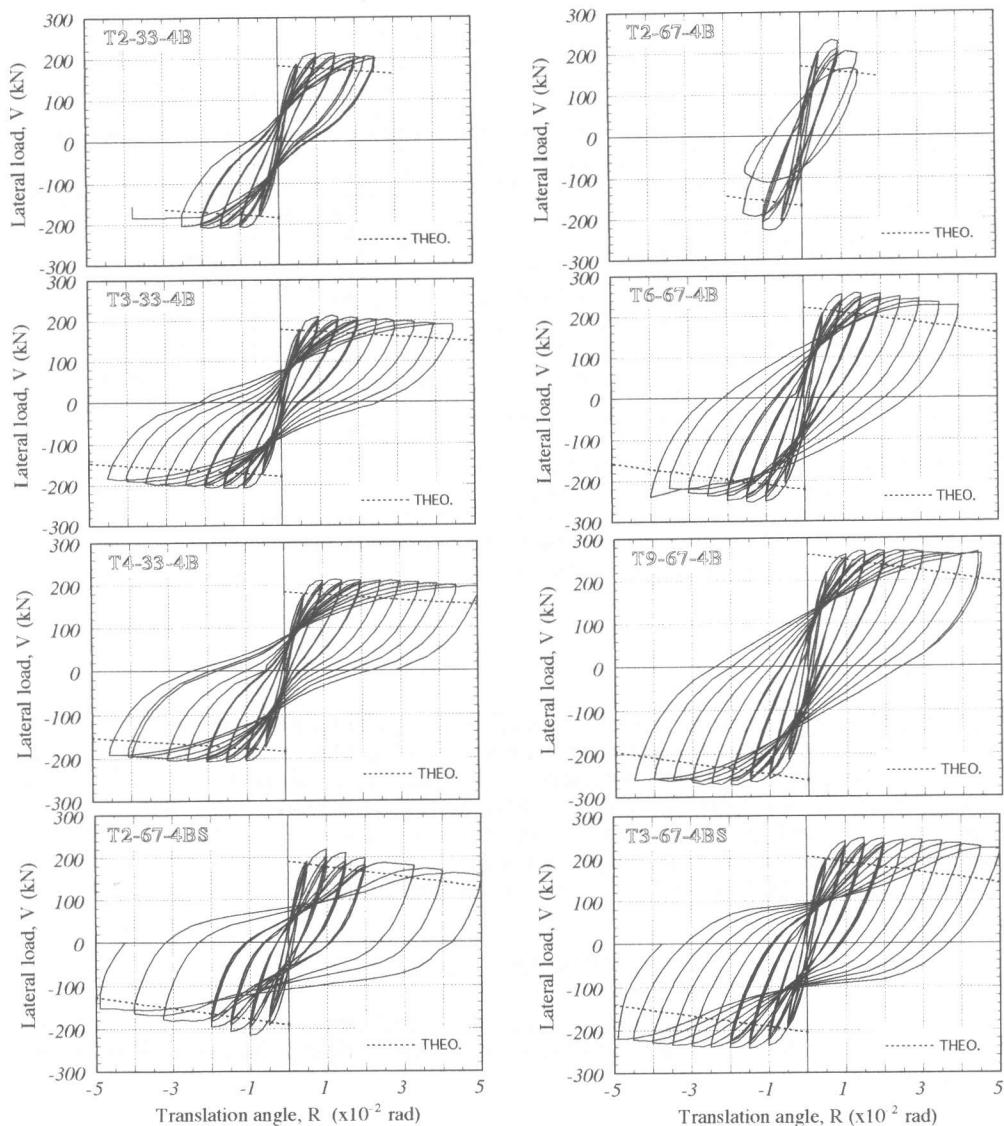 Lateral load, V (kN)
300
200
100
0
-100
-200
-300
T2-33-4B
THEO.
Lateral load, V (kN)
300
200
100
0
-100
-200
-300
T2-67-4B
THEO.
Lateral load, V (kN)
300
200
100
0
-100
-200
-300
T3-33-4B
THEO.
Lateral load, V (kN)
300
200
100
0
-100
-200
-300
T6-67-4B
THEO.
Lateral load, V (kN)
300
200
100
0
-100
-200
-300
T4-33-4B
THEO.
Lateral load, V (kN)
300
200
100
0
-100
-200
-300
T9-67-4B
THEO.
Lateral load, V (kN)
300
200
100
0
-100
-200
-300
T2-67-4BS
THEO.
-5 -3 -1 1 3 5
Translation angle, R (x10⁻² rad)
Lateral load, V (kN)
300
200
100
0
-100
-200
-300
T3-67-4BS
THEO.
-5 -3 -1 1 3 5
Translation angle, R (x10⁻² rad)